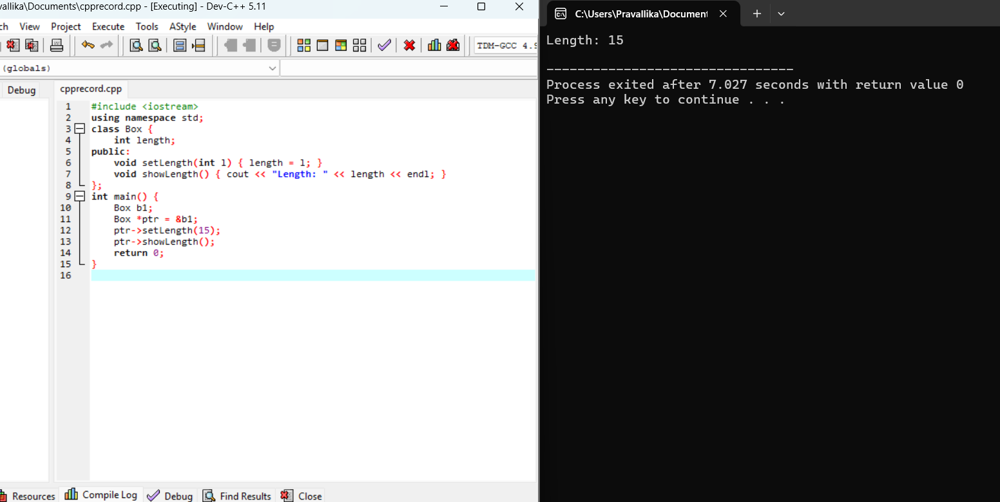 vallika\Documents\cpprecord.cpp - [Executing] - Dev-C++ 5.11
ch View Project Execute Tools AStyle Window Help
TDM-GCC 4.9
(globals)
Debug
cpprecord.cpp
1 #include <iostream>
2 using namespace std;
3 class Box {
4 int length;
5 public:
6 void setLength(int l) { length = l; }
7 void showLength() { cout << "Length: " << length << endl; }
8 };
9 int main() {
10 Box b1;
11 Box *ptr = &b1;
12 ptr->setLength(15);
13 ptr->showLength();
14 return 0;
15 }
16
Resources Compile Log Debug Find Results Close
C:\Users\Pravallika\Document
Length: 15
--------------------------------
Process exited after 7.027 seconds with return value 0
Press any key to continue . . .